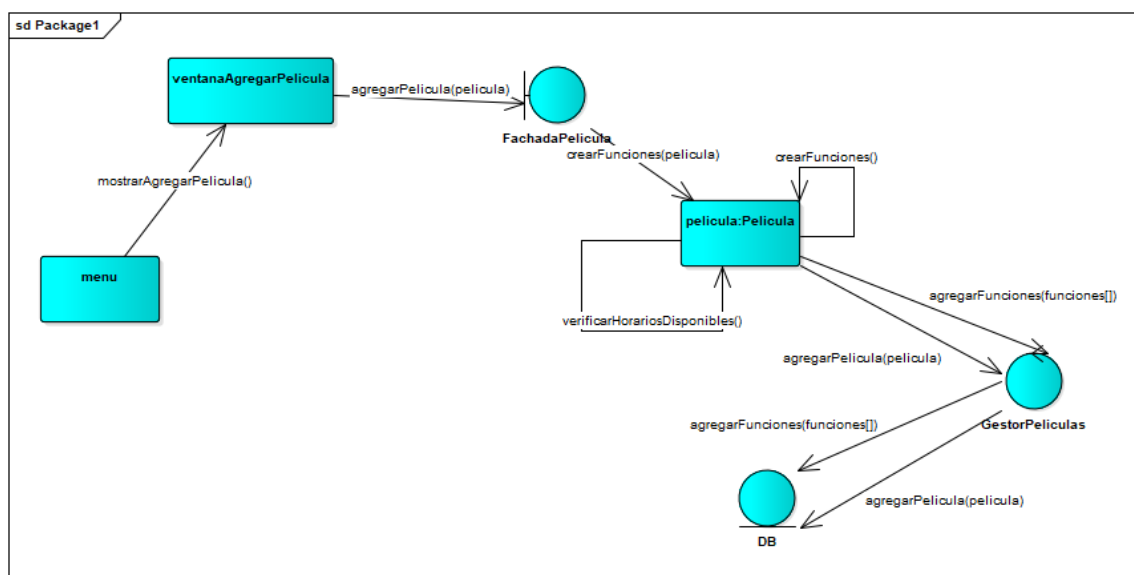 sd Package1
ventanaAgregarPelicula
agregarPelicula(pelicula)
FachadaPelicula
crearFunciones(pelicula)
crearFunciones()
mostrarAgregarPelicula()
pelicula:Pelicula
menu
verificarHorariosDisponibles()
agregarFunciones(funciones[])
agregarPelicula(pelicula)
GestorPeliculas
agregarFunciones(funciones[])
agregarPelicula(pelicula)
DB